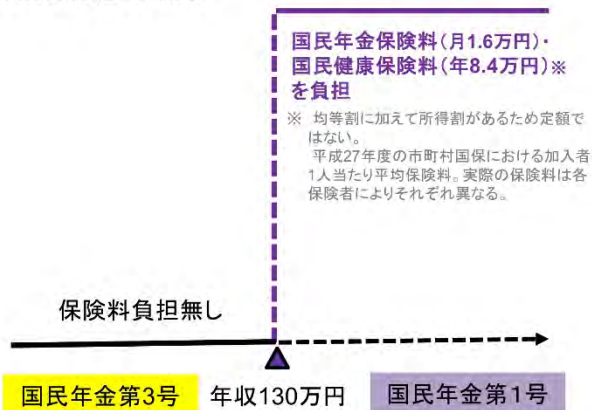 国民年金保険料(月1.6万円)・
国民健康保険料(年8.4万円)※
を負担
※　均等割に加えて所得割があるため定額で
はない。
平成27年度の市町村国保における加入者
1人当たり平均保険料。実際の保険料は各
保険者によりそれぞれ異なる。
保険料負担無し
国民年金第3号　年収130万円　国民年金第1号